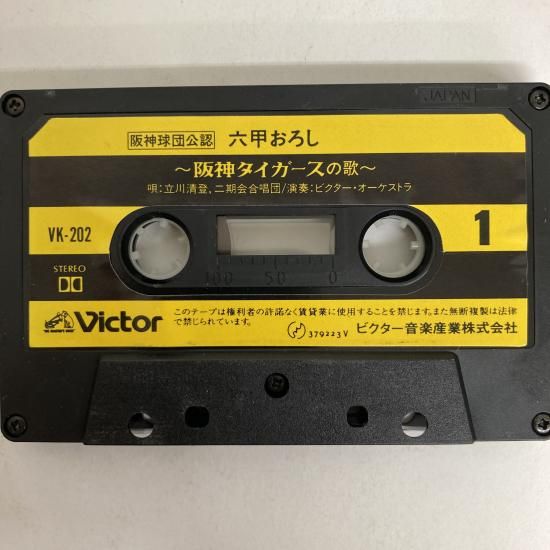 JAPAN
阪神球団公認 六甲おろし
〜阪神タイガースの歌〜
唄:立川清登, 二期会合唱団/演奏:ビクター・オーケストラ
VK-202
1
STEREO
100 50 0
Victor
このテープは権利者の許諾なく賃貸業に使用することを禁じます。また無断複製は法律
で禁じられています。
379223V ビクター音楽産業株式会社